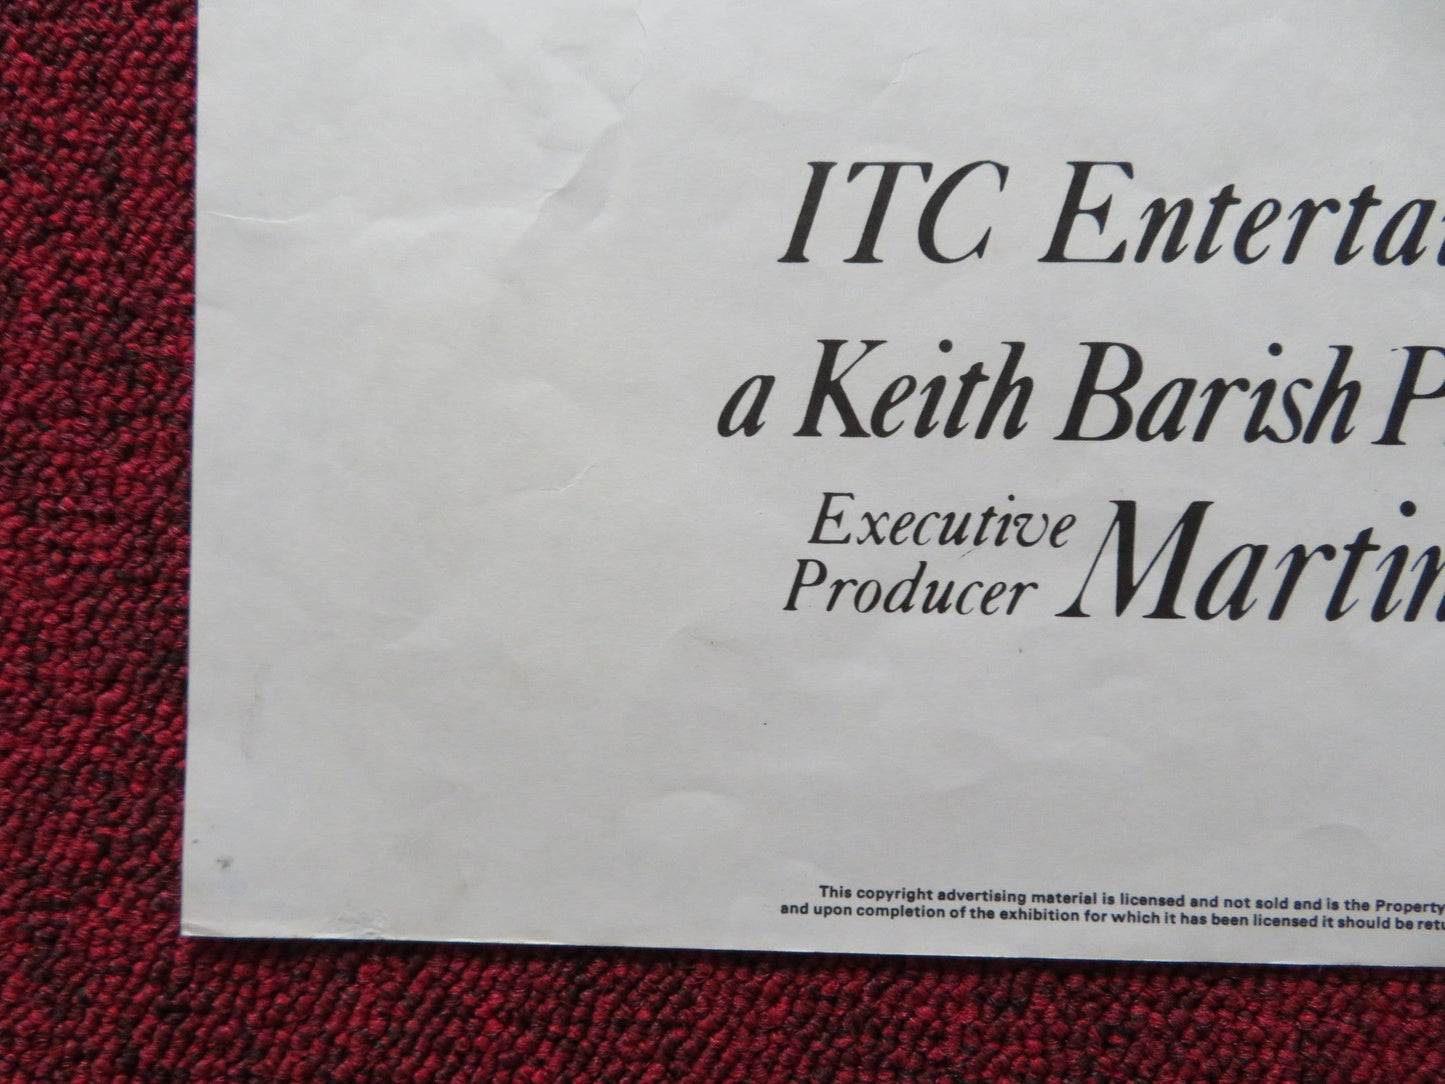 ITC Enterta
a Keith Barish P
Executive
Producer Martin
This copyright advertising material is licensed and not sold and is the Property
and upon completion of the exhibition for which it has been licensed it should be retu